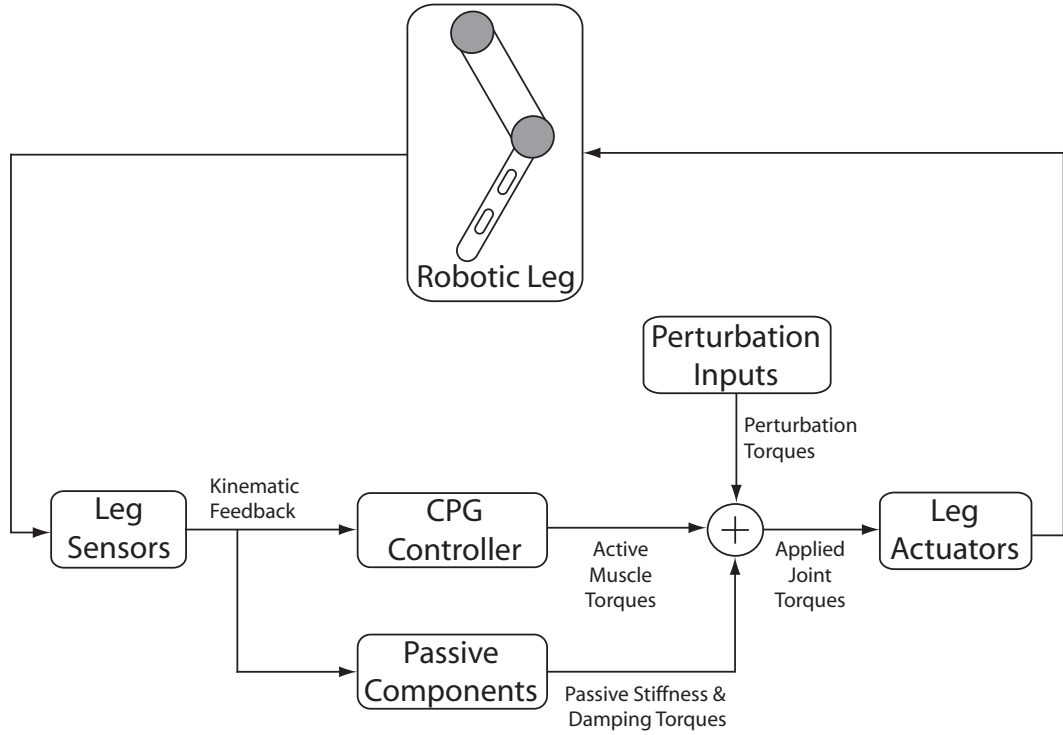 Robotic Leg
Perturbation
Inputs
Perturbation
Torques
Kinematic
Feedback
Leg
Sensors
CPG
Controller
Active
Muscle
Torques
Applied
Joint
Torques
Leg
Actuators
Passive
Components
Passive Stiffness &
Damping Torques